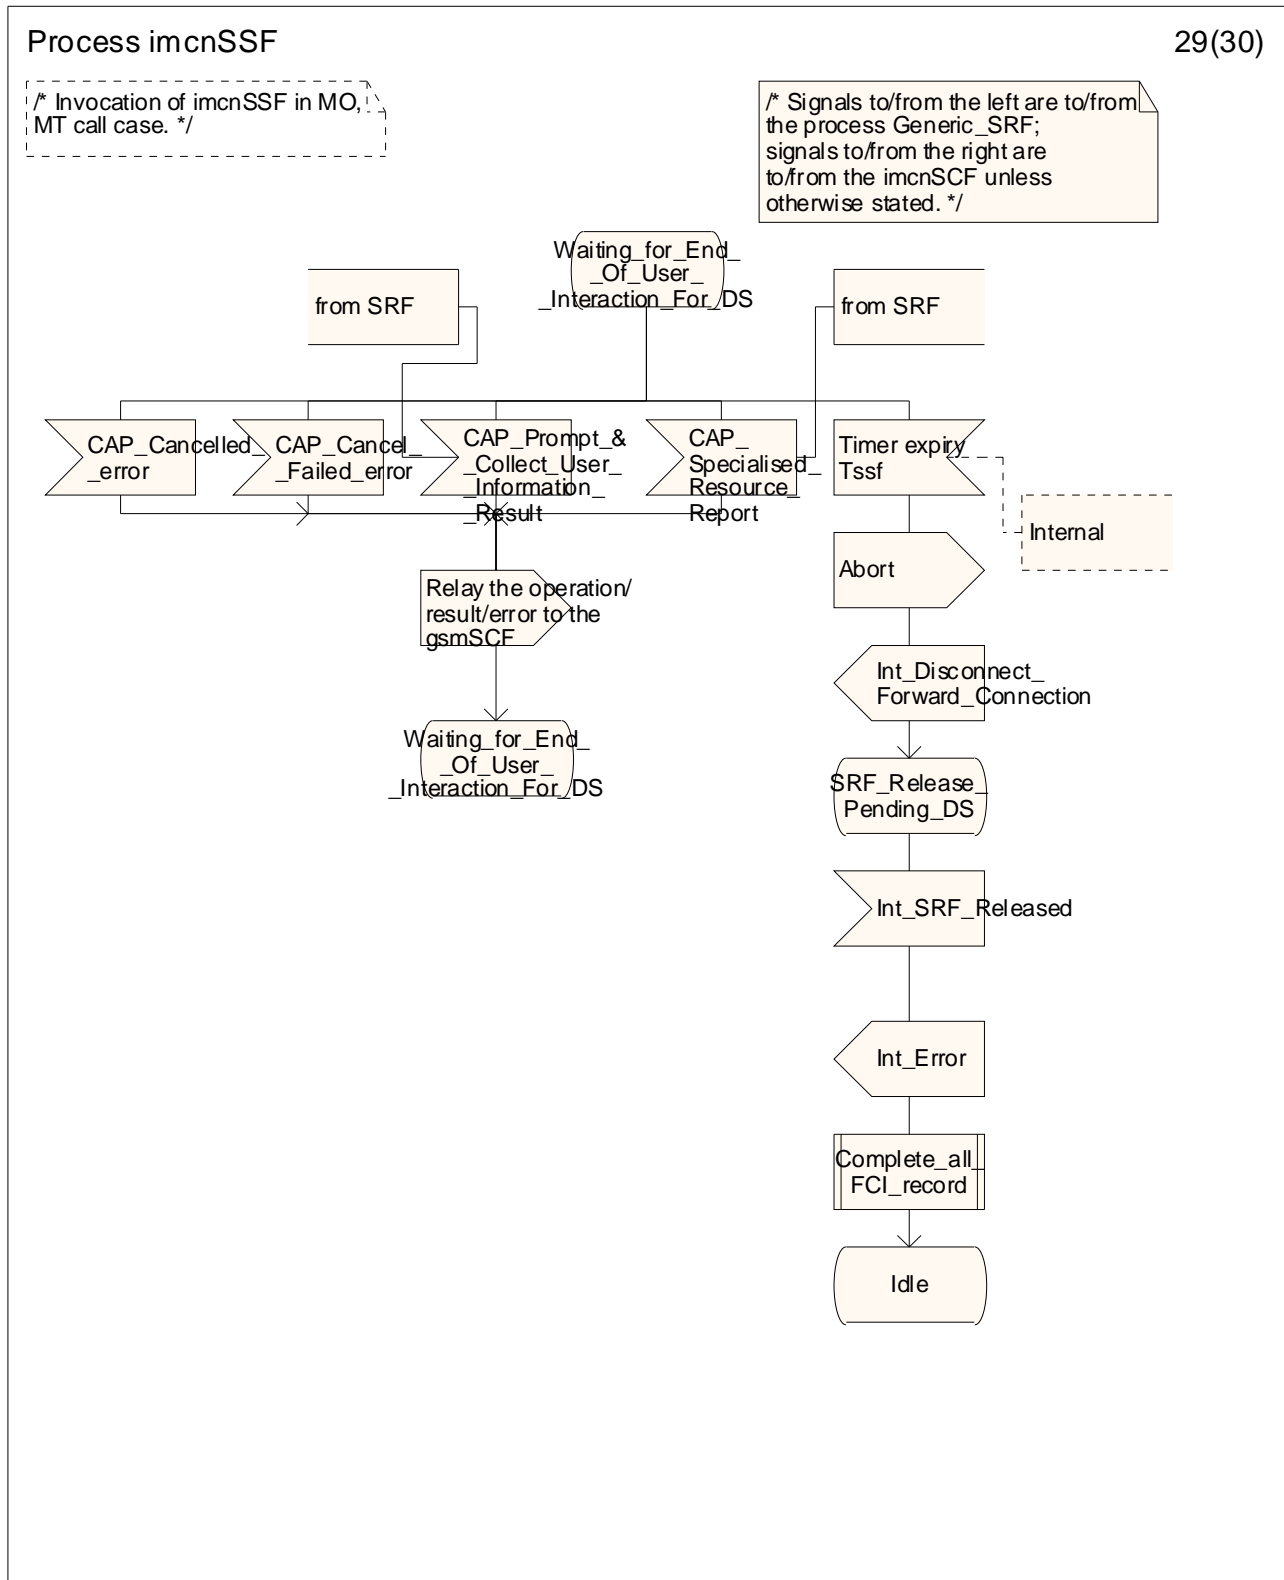 Process imcnSSF
29(30)
/* Invocation of imcnSSF in MO,
MT call case. */
/* Signals to/from the left are to/from
the process Generic_SRF;
signals to/from the right are
to/from the imcnSCF unless
otherwise stated. */
Waiting_for_End_
_Of_User_
_Interaction_For_DS
from SRF
from SRF
CAP_Cancelled_
_error
CAP_Cancel_
_Failed_error
CAP_Prompt_&
_Collect_User_
_Information_
_Result
CAP_
Specialised_
Resource_
Report
Timer expiry
Tssf
Internal
Abort
Relay the operation/
result/error to the
gsmSCF
Int_Disconnect_
Forward_Connection
Waiting_for_End_
_Of_User_
_Interaction_For_DS
SRF_Release_
Pending_DS
Int_SRF_Released
Int_Error
Complete_all_
FCI_record
Idle